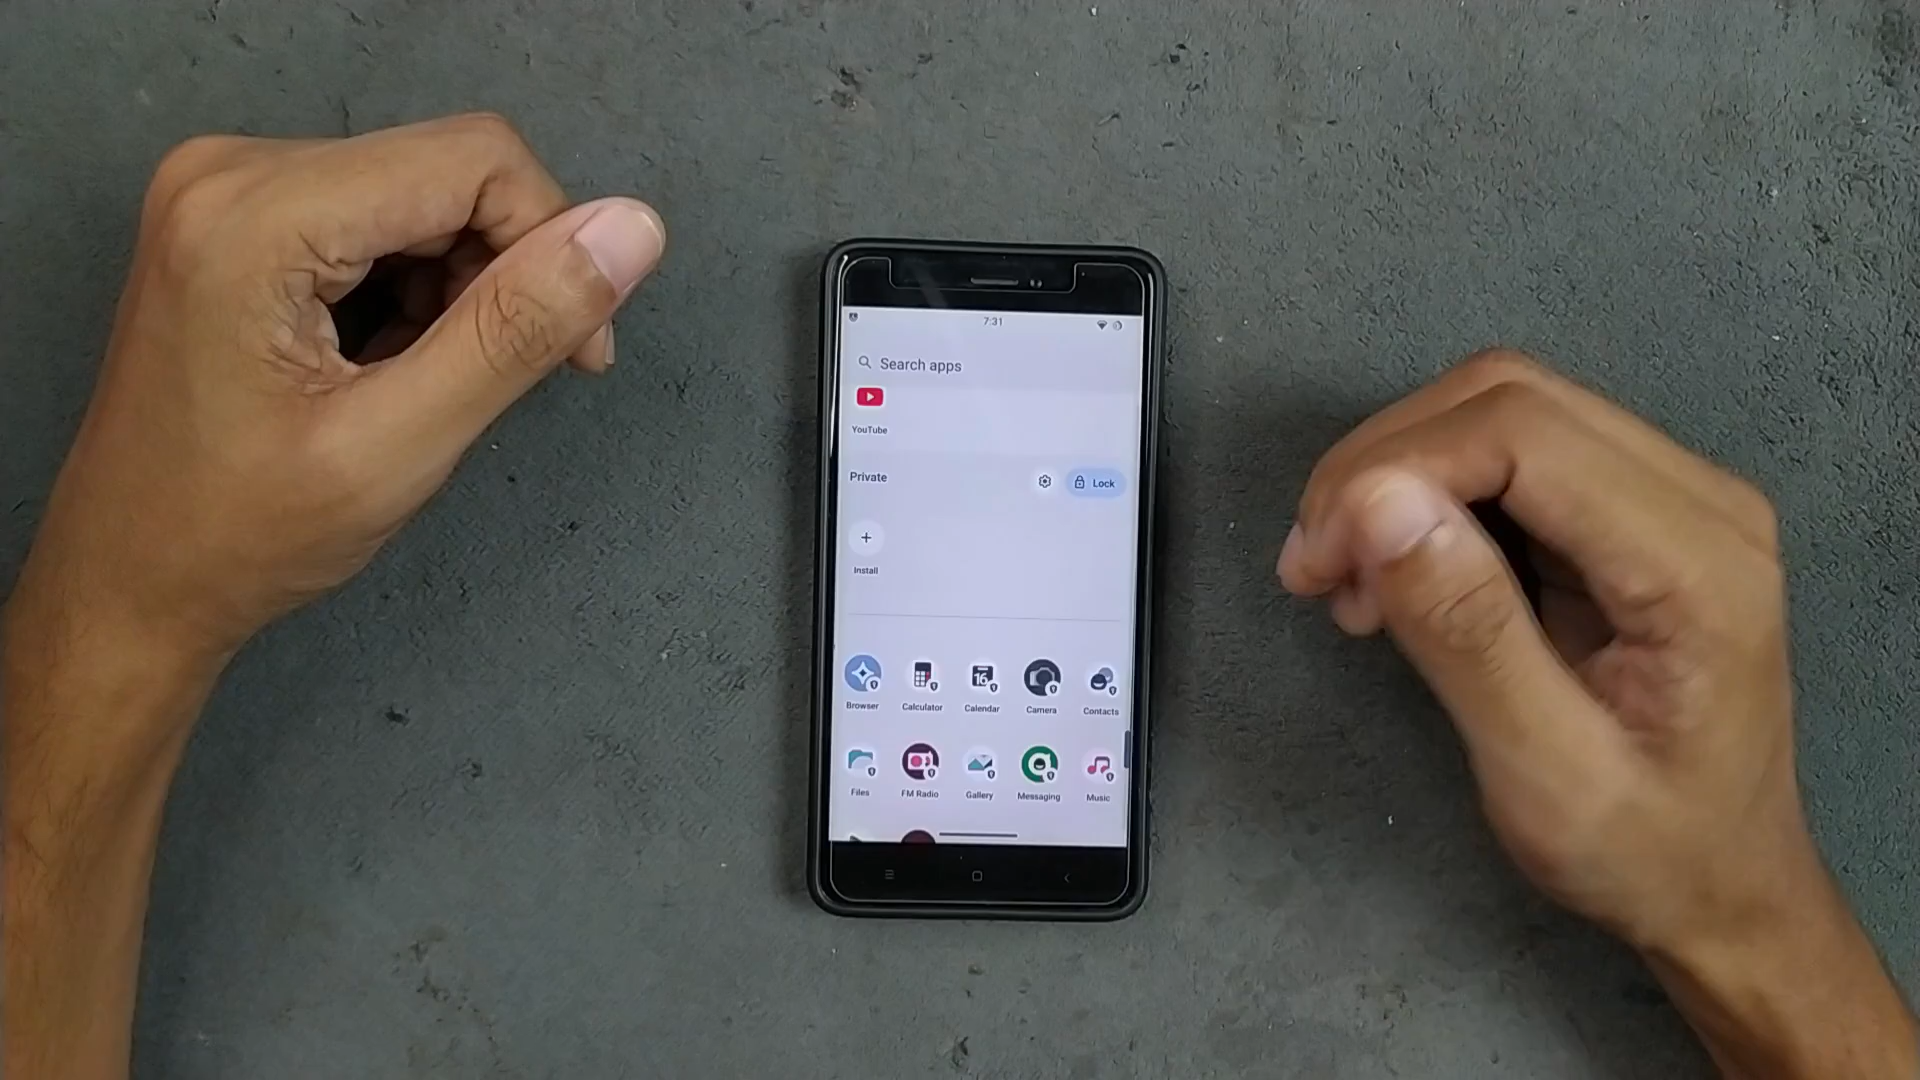 7:31
Search apps
YouTube
Private
Lock
Install
16
Browser
Calculator
Calendar
Camera
Contacts
Files
FM Radio
Gallery
Messaging
Music